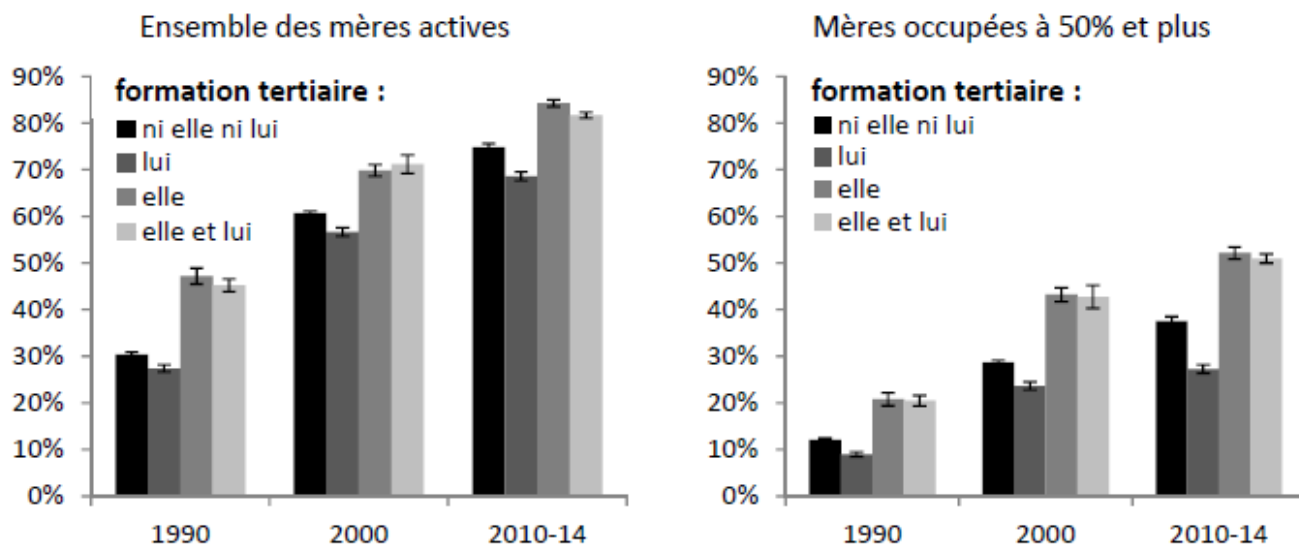 Ensemble des mères actives
90%
80%
70%
60%
50%
40%
30%
20%
10%
0%
formation tertiaire :
ni elle ni lui
lui
elle
elle et lui
1990 2000 2010-14
Mères occupées à 50% et plus
90%
80%
70%
60%
50%
40%
30%
20%
10%
0%
formation tertiaire :
ni elle ni lui
lui
elle
elle et lui
1990 2000 2010-14